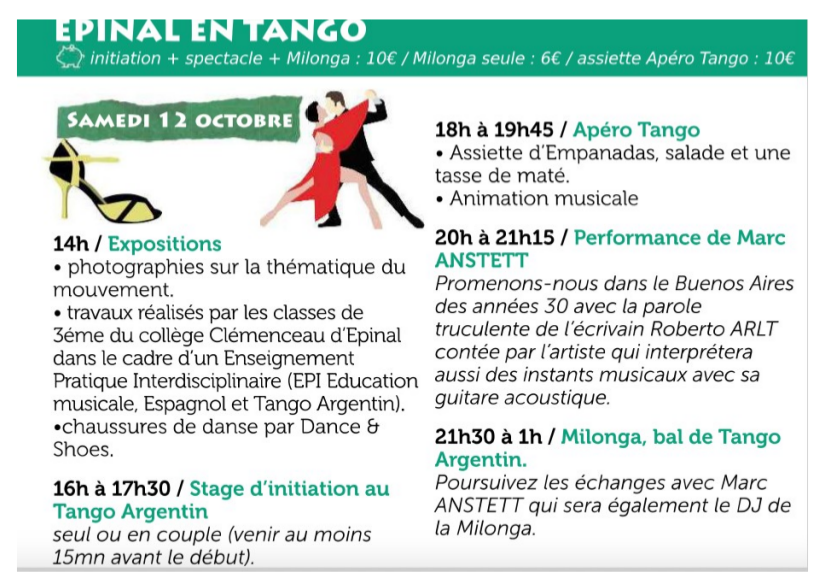 EPINAL EN TANGO
initiation + spectacle + Milonga : 10€ / Milonga seule : 6€ / assiette Apéro Tango : 10€
SAMEDI 12 OCTOBRE
14h / Expositions
• photographies sur la thématique du
mouvement.
• travaux réalisés par les classes de
3éme du collège Clémenceau d'Epinal
dans le cadre d'un Enseignement
Pratique Interdisciplinaire (EPI Education
musicale, Espagnol et Tango Argentin).
•chaussures de danse par Dance &
Shoes.
16h à 17h30 / Stage d'initiation au
Tango Argentin
seul ou en couple (venir au moins
15mn avant le début).
18h à 19h45 / Apéro Tango
• Assiette d'Empanadas, salade et une
tasse de maté.
• Animation musicale
20h à 21h15 / Performance de Marc
ANSTETT
Promenons-nous dans le Buenos Aires
des années 30 avec la parole
truculente de l'écrivain Roberto ARLT
contée par l'artiste qui interprétera
aussi des instants musicaux avec sa
guitare acoustique.
21h30 à 1h / Milonga, bal de Tango
Argentin.
Poursuivez les échanges avec Marc
ANSTETT qui sera également le DJ de
la Milonga.